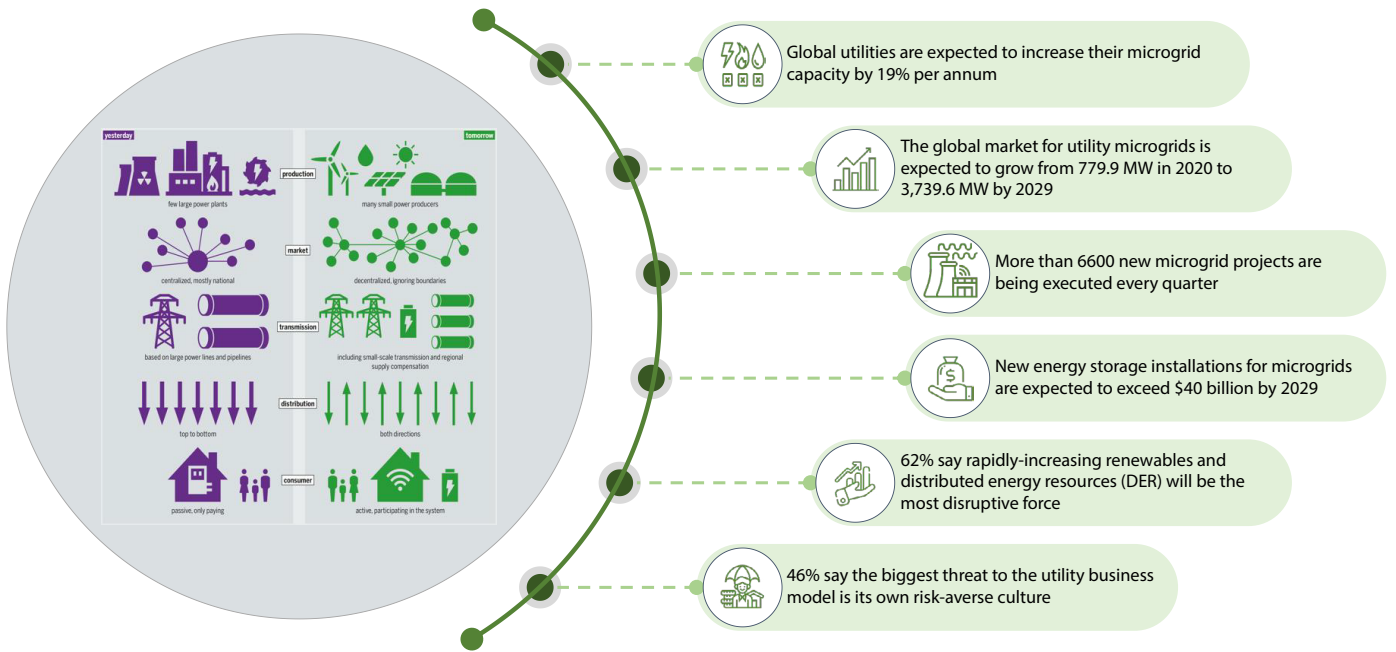 yesterday
tomorrow
production
few large power plants
many small power producers
market
centralized, mostly national
decentralized, ignoring boundaries
transmission
based on large power lines and pipelines
including small-scale transmission and regional
supply compensation
distribution
top to bottom
both directions
consumer
passive, only paying
active, participating in the system
Global utilities are expected to increase their microgrid
capacity by 19% per annum
The global market for utility microgrids is
expected to grow from 779.9 MW in 2020 to
3,739.6 MW by 2029
More than 6600 new microgrid projects are
being executed every quarter
$
New energy storage installations for microgrids
are expected to exceed $40 billion by 2029
62% say rapidly-increasing renewables and
distributed energy resources (DER) will be the
most disruptive force
46% say the biggest threat to the utility business
model is its own risk-averse culture